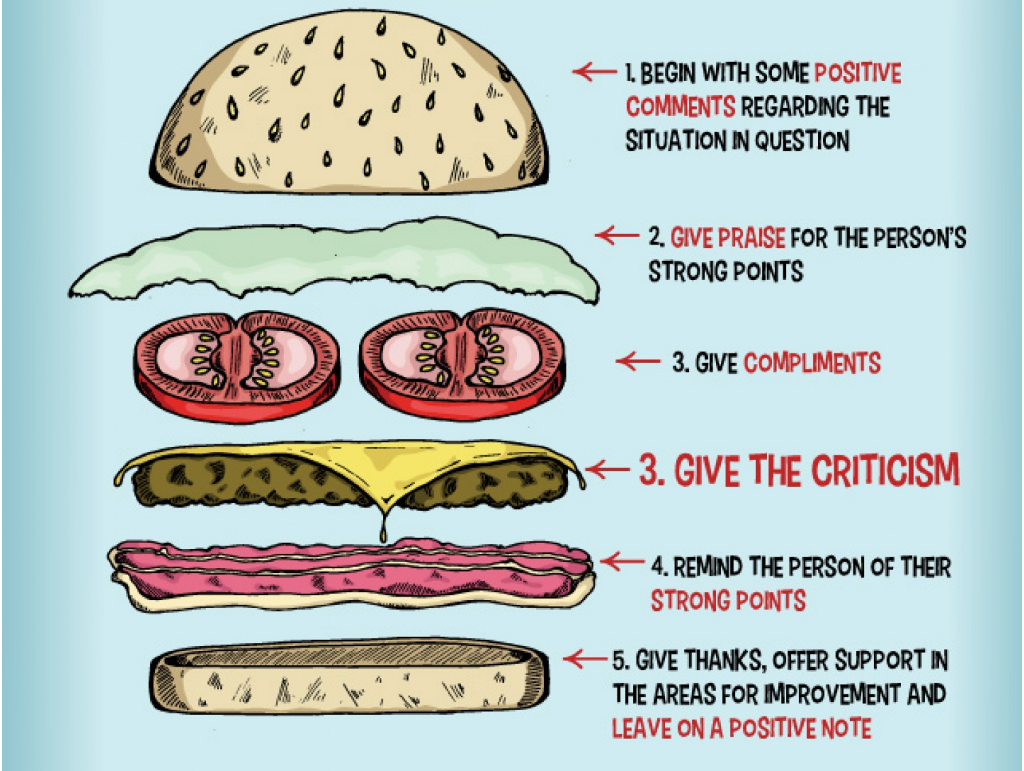 1. BEGIN WITH SOME POSITIVE
COMMENTS REGARDING THE
SITUATION IN QUESTION
2. GIVE PRAISE FOR THE PERSON'S
STRONG POINTS
3. GIVE COMPLIMENTS
3. GIVE THE CRITICISM
4. REMIND THE PERSON OF THEIR
STRONG POINTS
5. GIVE THANKS, OFFER SUPPORT IN
THE AREAS FOR IMPROVEMENT AND
LEAVE ON A POSITIVE NOTE